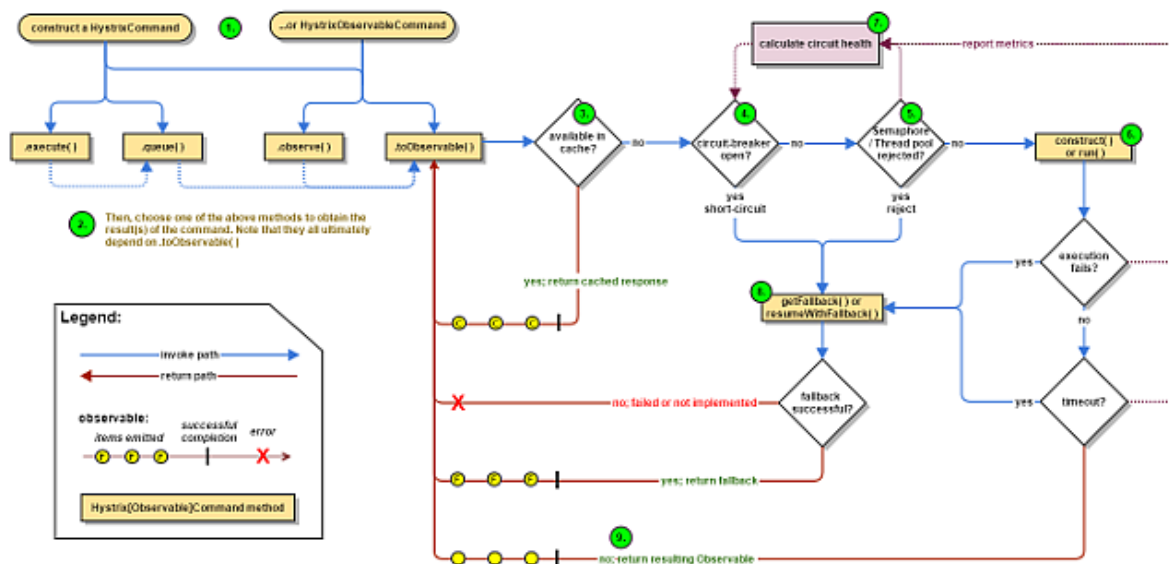 construct a HystrixCommand
1.
...or HystrixObservableCommand
7.
calculate circuit health
report metrics
.execute()
.queue()
.observe()
.toObservable()
3.
available in
cache?
no
4.
circuit-breaker
open?
no
5.
Semaphore
/ Thread pool
rejected?
no
6.
construct()
or run()
yes
short-circuit
yes
reject
2.
Then, choose one of the above methods to obtain the
result(s) of the command. Note that they all ultimately
depend on .toObservable()
yes; return cached response
C C C
8.
getFallback() or
resumeWithFallback()
yes
execution
fails?
no
yes
timeout?
fallback
successful?
no; failed or not implemented
X
yes; return fallback
F F F
9.
no; return resulting Observable
Legend:
invoke path
return path
observable:
items emitted
successful
completion
error
F F F
X
Hystrix[Observable]Command method